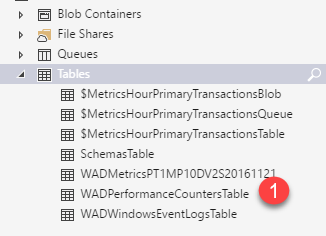 Blob Containers
File Shares
Queues
Tables
$MetricsHourPrimaryTransactionsBlob
$MetricsHourPrimaryTransactionsQueue
$MetricsHourPrimaryTransactionsTable
SchemasTable
WADMetricsPT1MP10DV2S20161121
WADPerformanceCountersTable 1
WADWindowsEventLogsTable